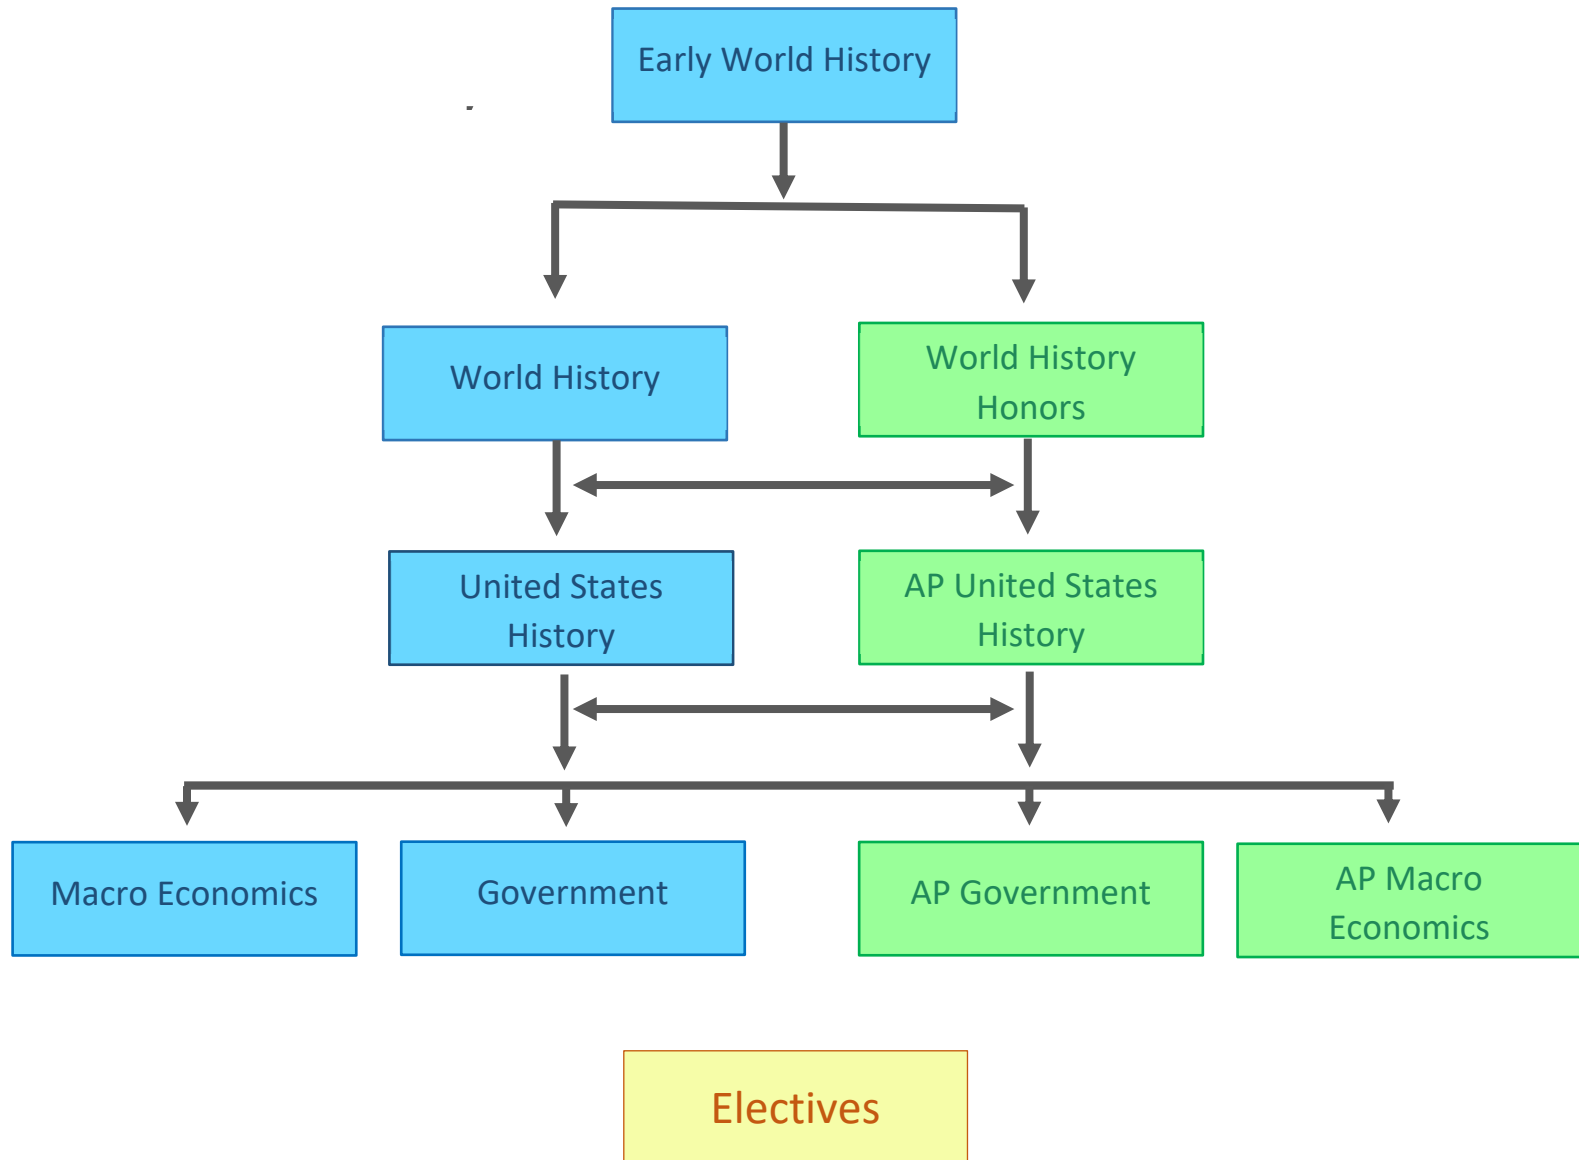 Early World History
World History
World History
Honors
United States
History
AP United States
History
Macro Economics
Government
AP Government
AP Macro
Economics
Electives